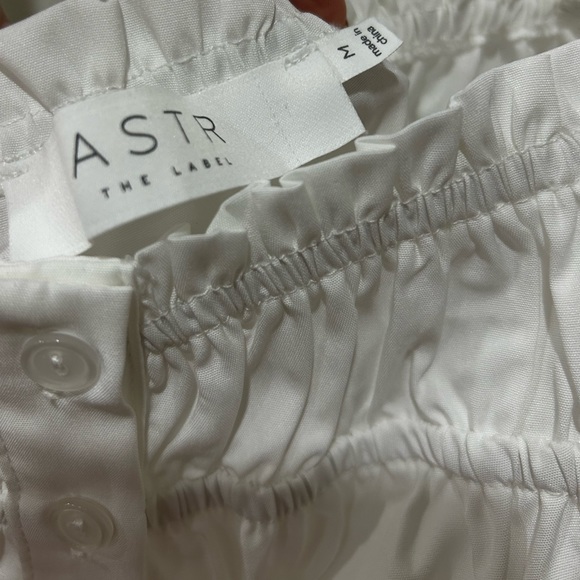 ASTR
THE LABEL
M
made in
china